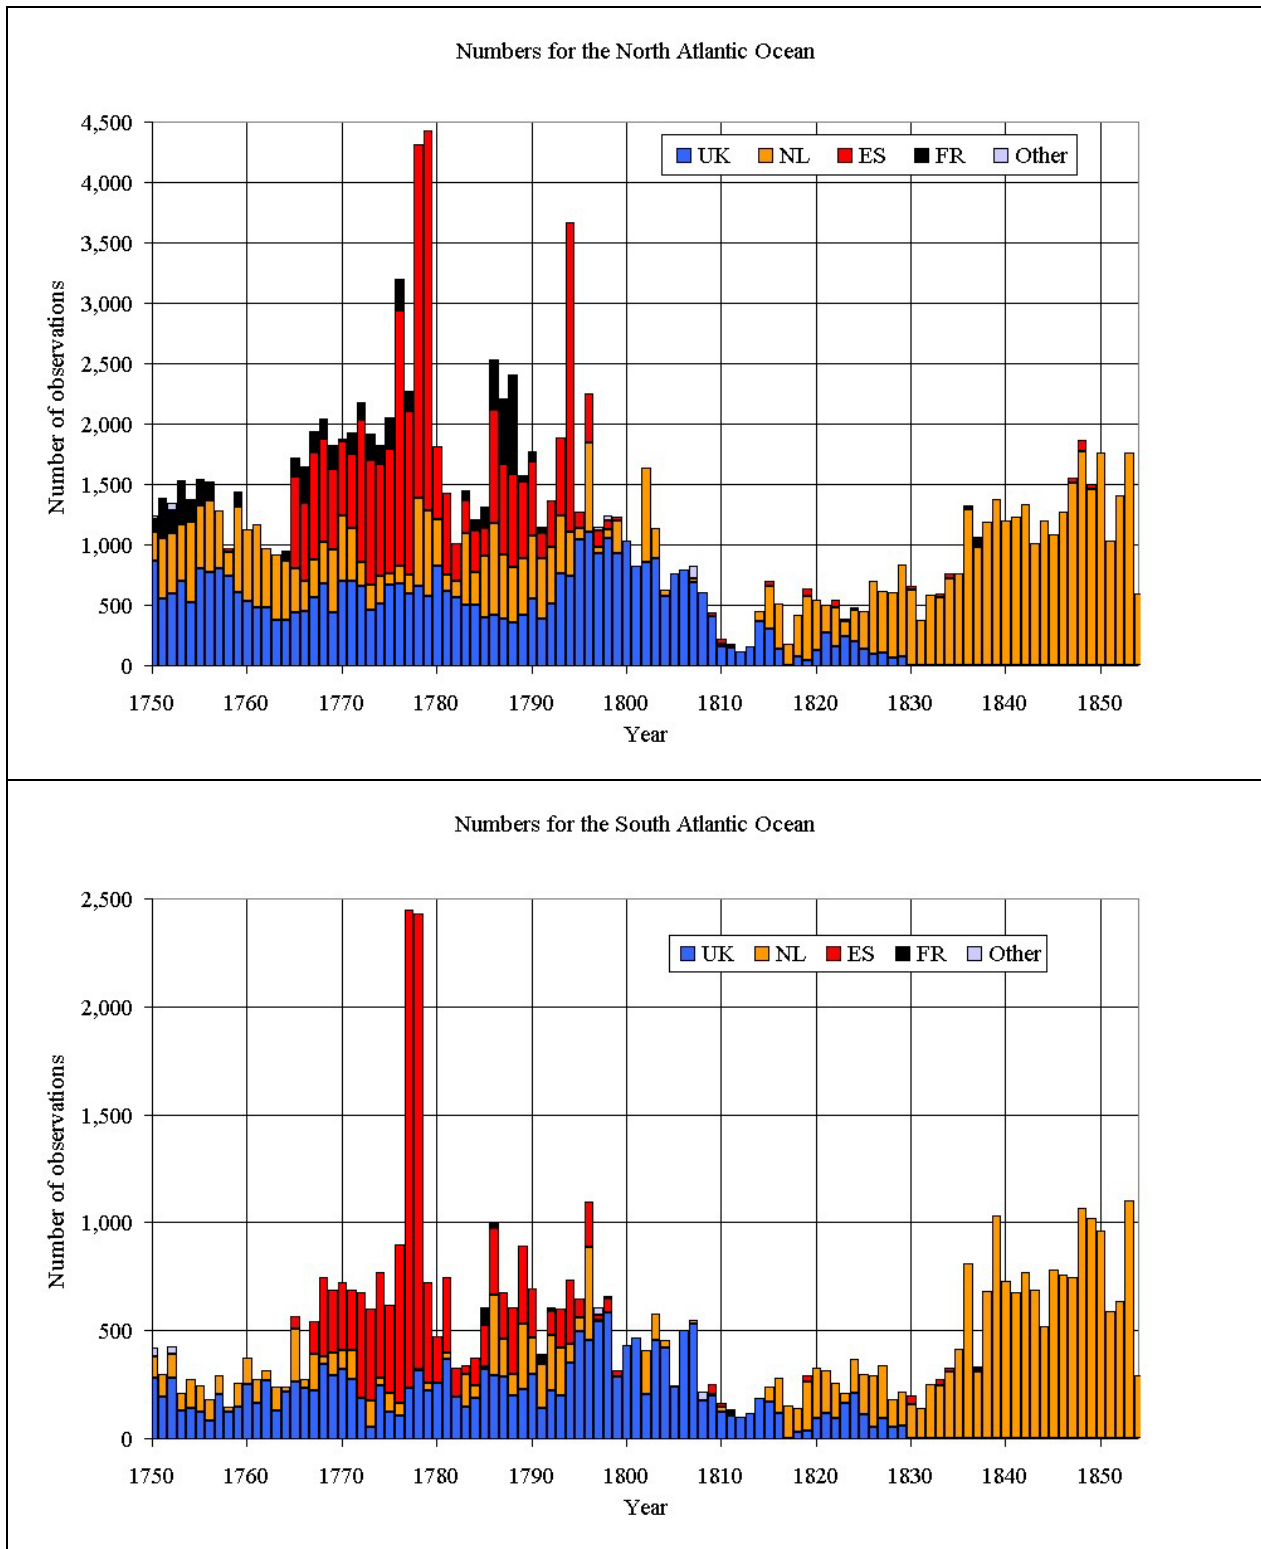 Numbers for the North Atlantic Ocean
4,500
4,000
3,500
3,000
2,500
2,000
1,500
1,000
500
0
Number of observations
UK NL ES FR Other
1750 1760 1770 1780 1790 1800 1810 1820 1830 1840 1850
Year
Numbers for the South Atlantic Ocean
2,500
2,000
1,500
1,000
500
0
Number of observations
UK NL ES FR Other
1750 1760 1770 1780 1790 1800 1810 1820 1830 1840 1850
Year